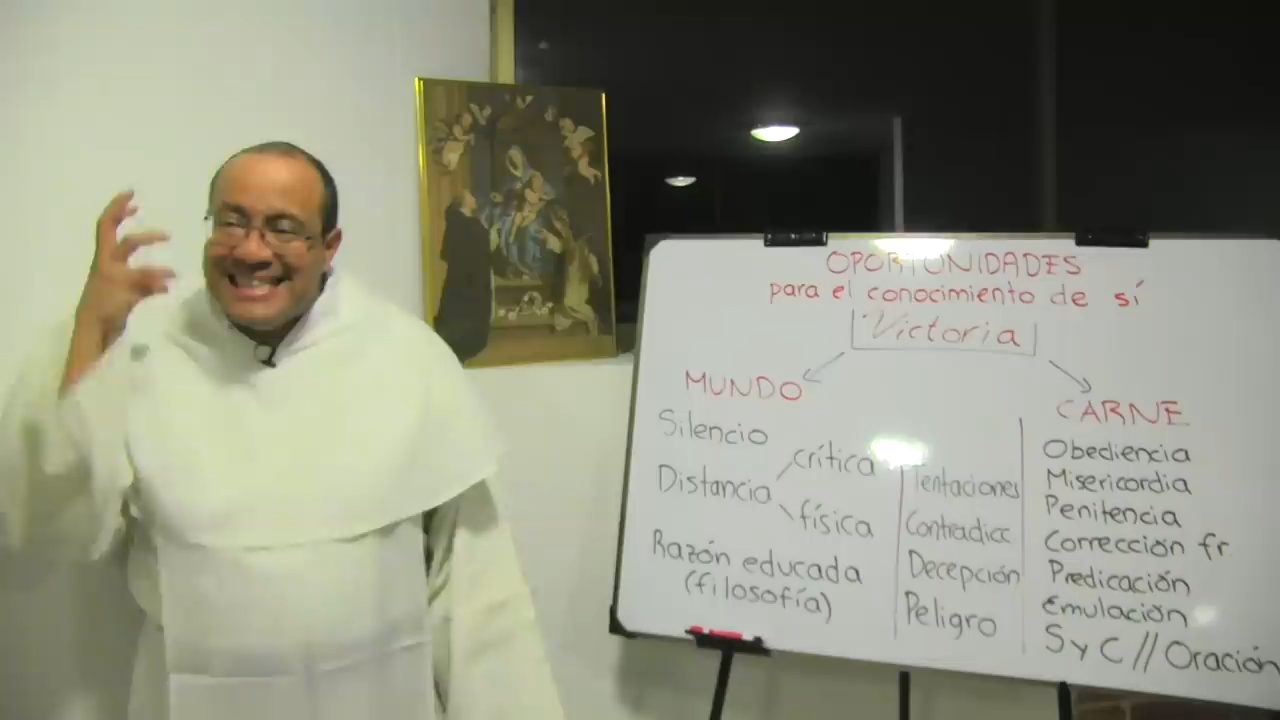 OPORTUNIDADES
para el conocimiento de sí
Victoria
MUNDO
Silencio
Distancia
crítica
física
Razón educada
(filosofía)
Tentaciones
Contradicc
Decepción
Peligro
CARNE
Obediencia
Misericordia
Penitencia
Corrección fr
Predicación
Emulación
S y C // Oración